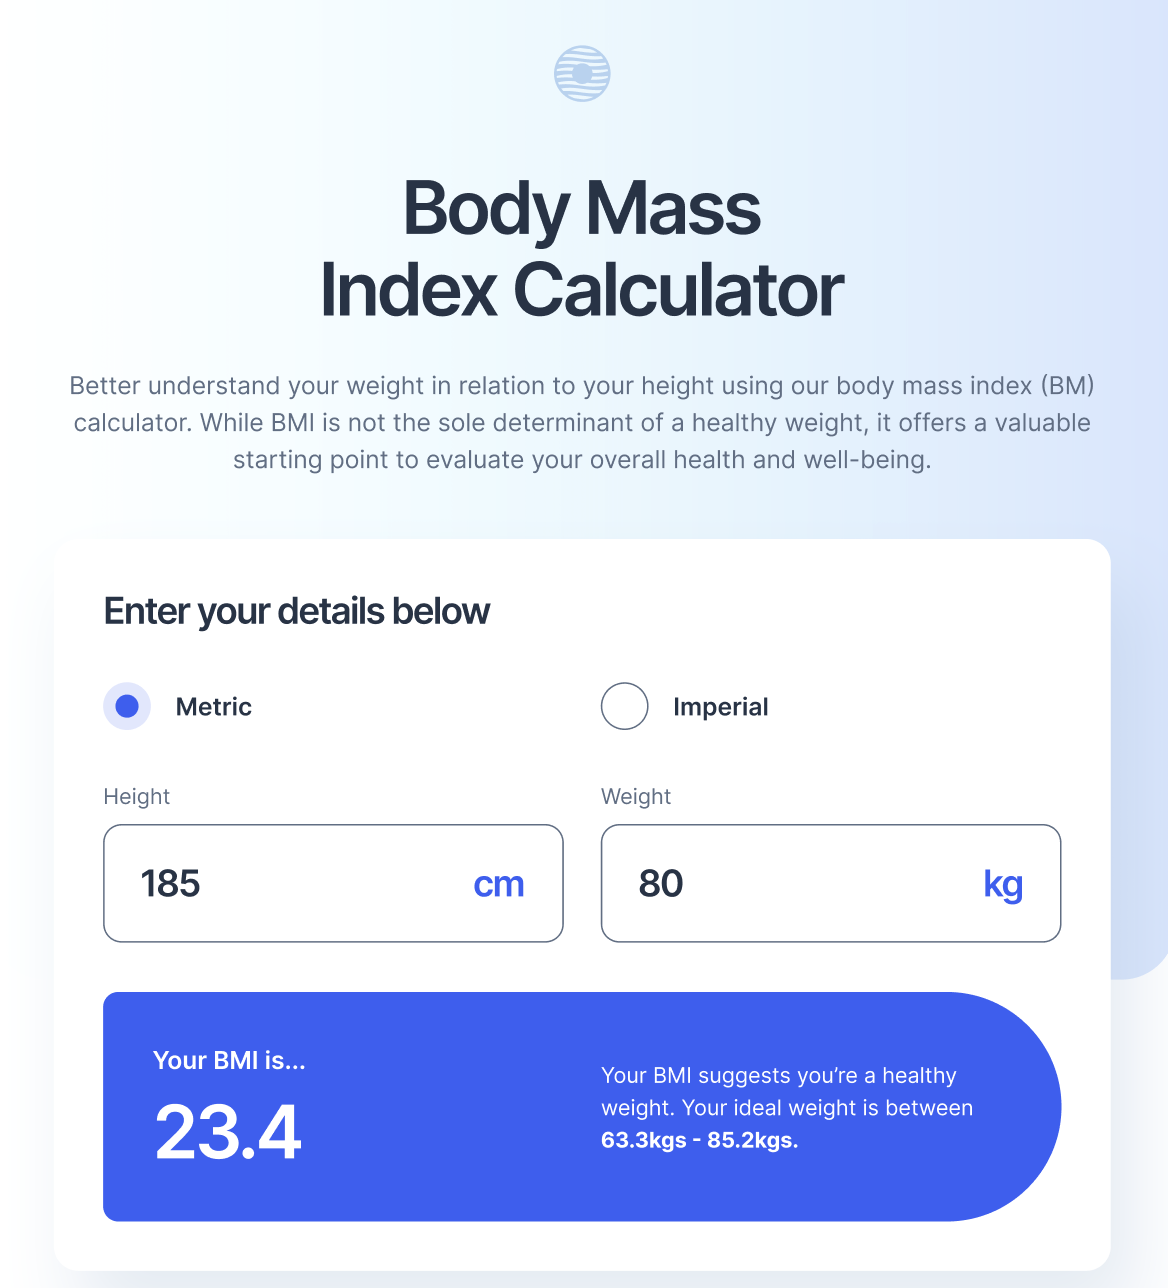 Body Mass
Index Calculator
Better understand your weight in relation to your height using our body mass index (BM)
calculator. While BMI is not the sole determinant of a healthy weight, it offers a valuable
starting point to evaluate your overall health and well-being.
Enter your details below
Metric
Imperial
Height
Weight
185 cm
80 kg
Your BMI is...
23.4
Your BMI suggests you’re a healthy
weight. Your ideal weight is between
63.3kgs - 85.2kgs.